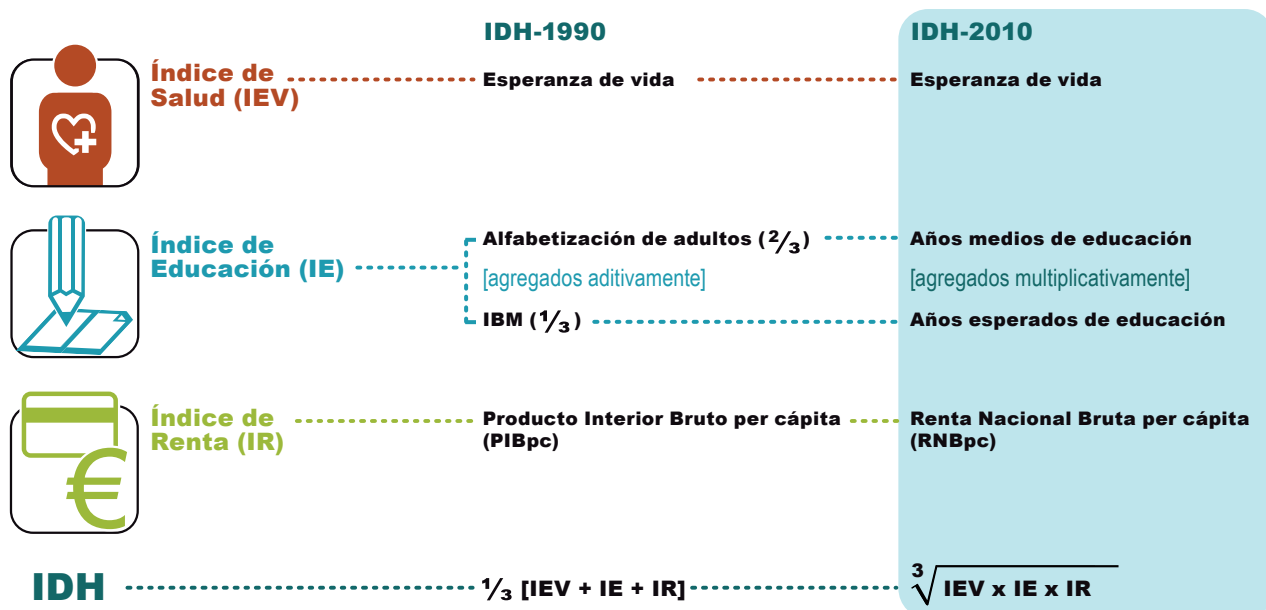 IDH-1990 IDH-2010
Índice de
Salud (IEV)
Esperanza de vida Esperanza de vida
Índice de
Educación (IE)
Alfabetización de adultos (2/3) Años medios de educación
[agregados aditivamente] [agregados multiplicativamente]
IBM (1/3) Años esperados de educación
Índice de
Renta (IR)
Producto Interior Bruto per cápita
(PIBpc)
Renta Nacional Bruta per cápita
(RNBpc)
IDH 1/3 [IEV + IE + IR] 3√IEV x IE x IR